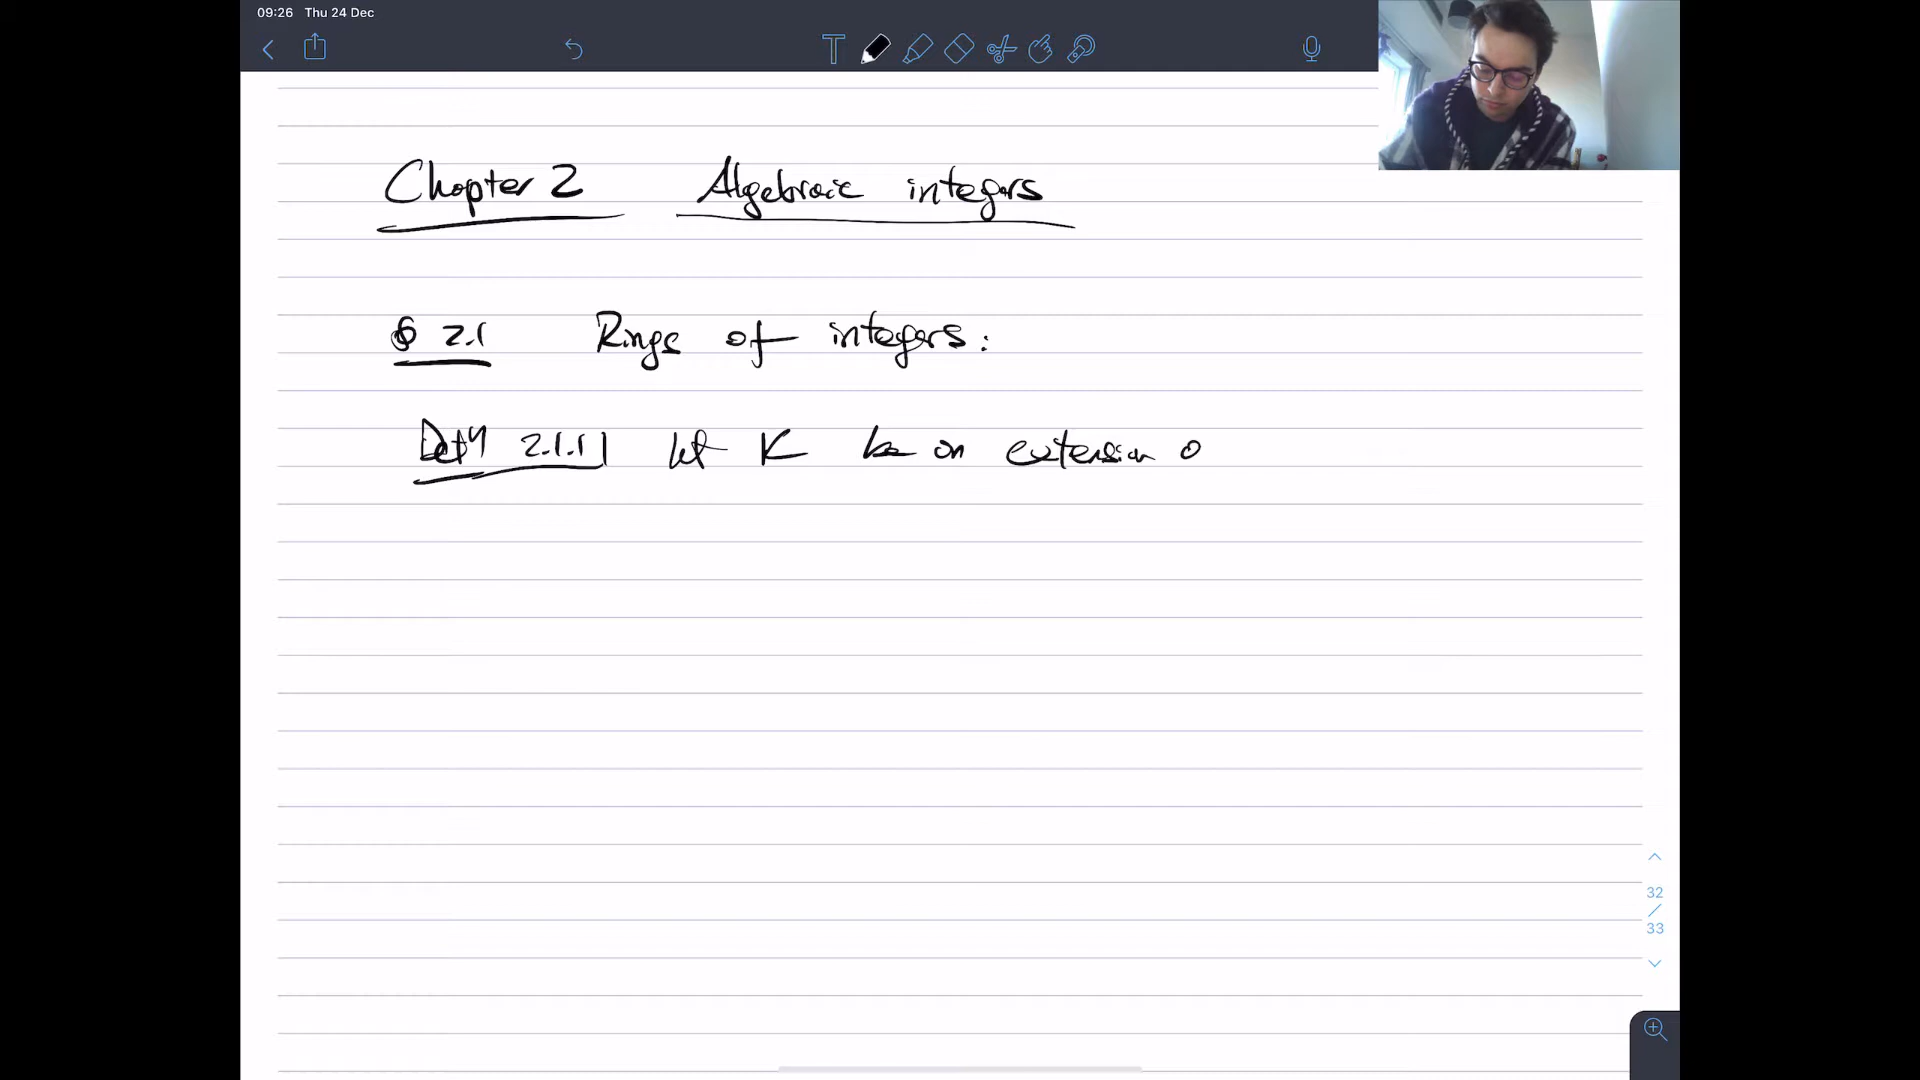 09:26 Thu 24 Dec
Chapter 2 Algebraic integers
§ 2.1 Rings of integers:
Defn 2.1.1 let K be an extension o
32
/
33